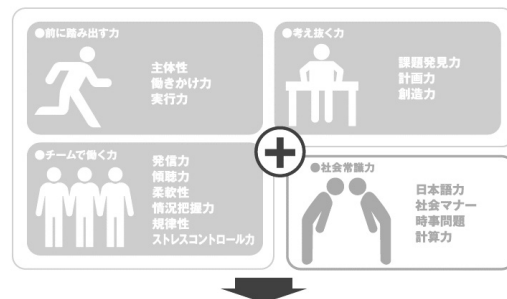 ●前に踏み出す力
主体性
働きかけ力
実行力
●考え抜く力
課題発見力
計画力
創造力
●チームで働く力
発信力
傾聴力
柔軟性
情況把握力
規律性
ストレスコントロール力
●社会常識力
日本語力
社会マナー
時事問題
計算力